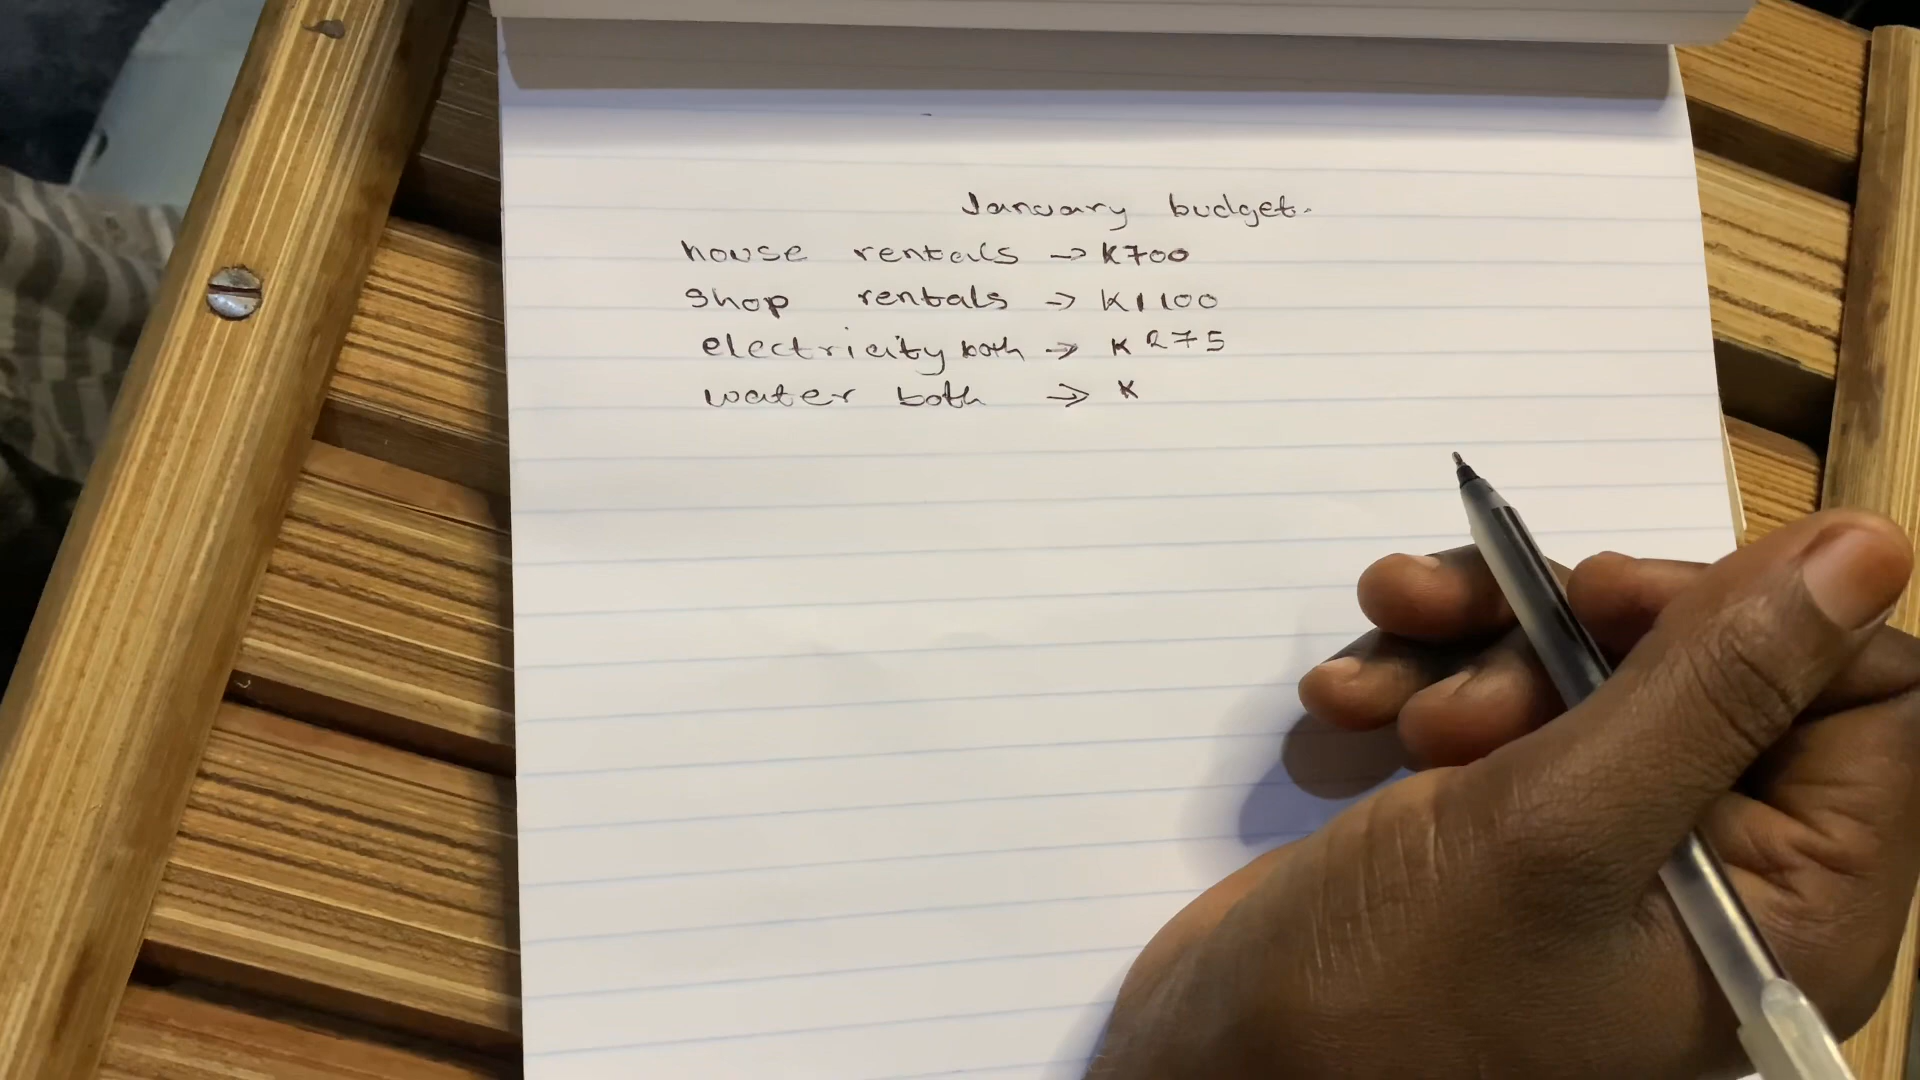 January budget.
house rentals → K700
shop rentals → K1100
electricity both → K275
water both → K